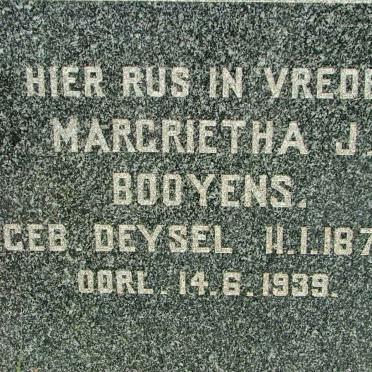 HIER RUS IN VREDE
MARGRIETHA J.
BOOYENS.
GEB. DEYSEL 11.1.187
OORL. 14.6.1939.